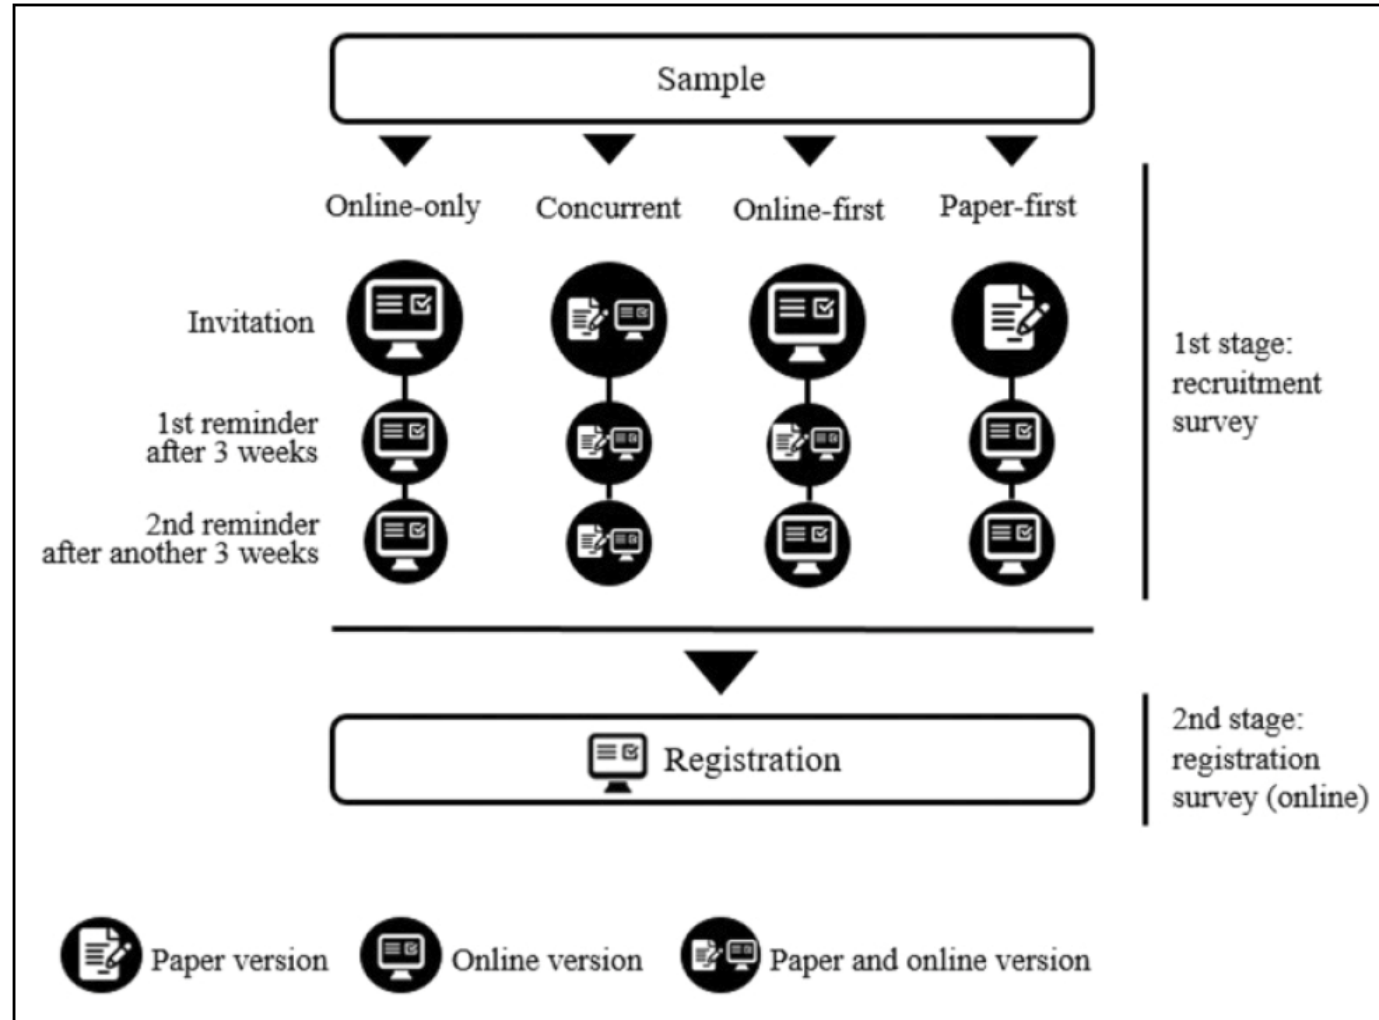 Sample
Online-only
Concurrent
Online-first
Paper-first
Invitation
1st reminder
after 3 weeks
2nd reminder
after another 3 weeks
1st stage:
recruitment
survey
Registration
2nd stage:
registration
survey (online)
Paper version
Online version
Paper and online version